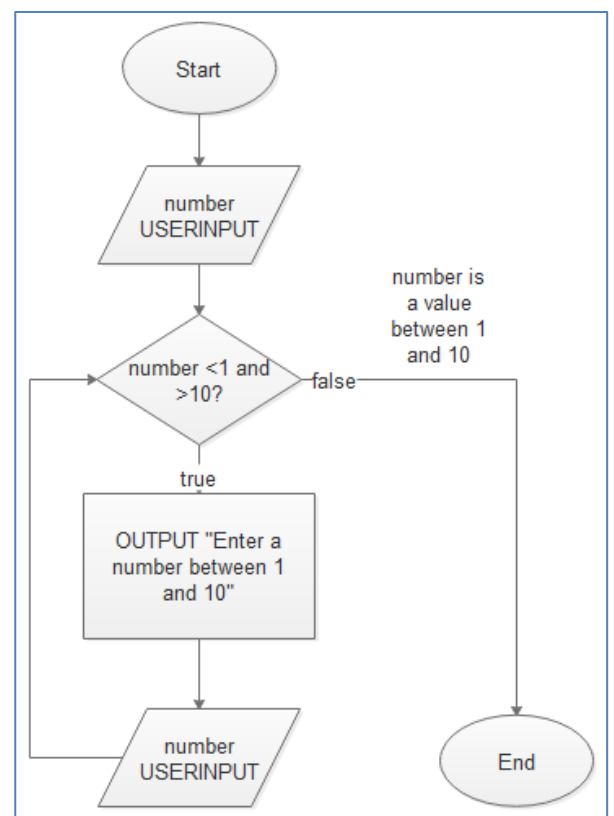 Start
number
USERINPUT
number is
a value
between 1
and 10
number <1 and
>10?
false
true
OUTPUT "Enter a
number between 1
and 10"
number
USERINPUT
End